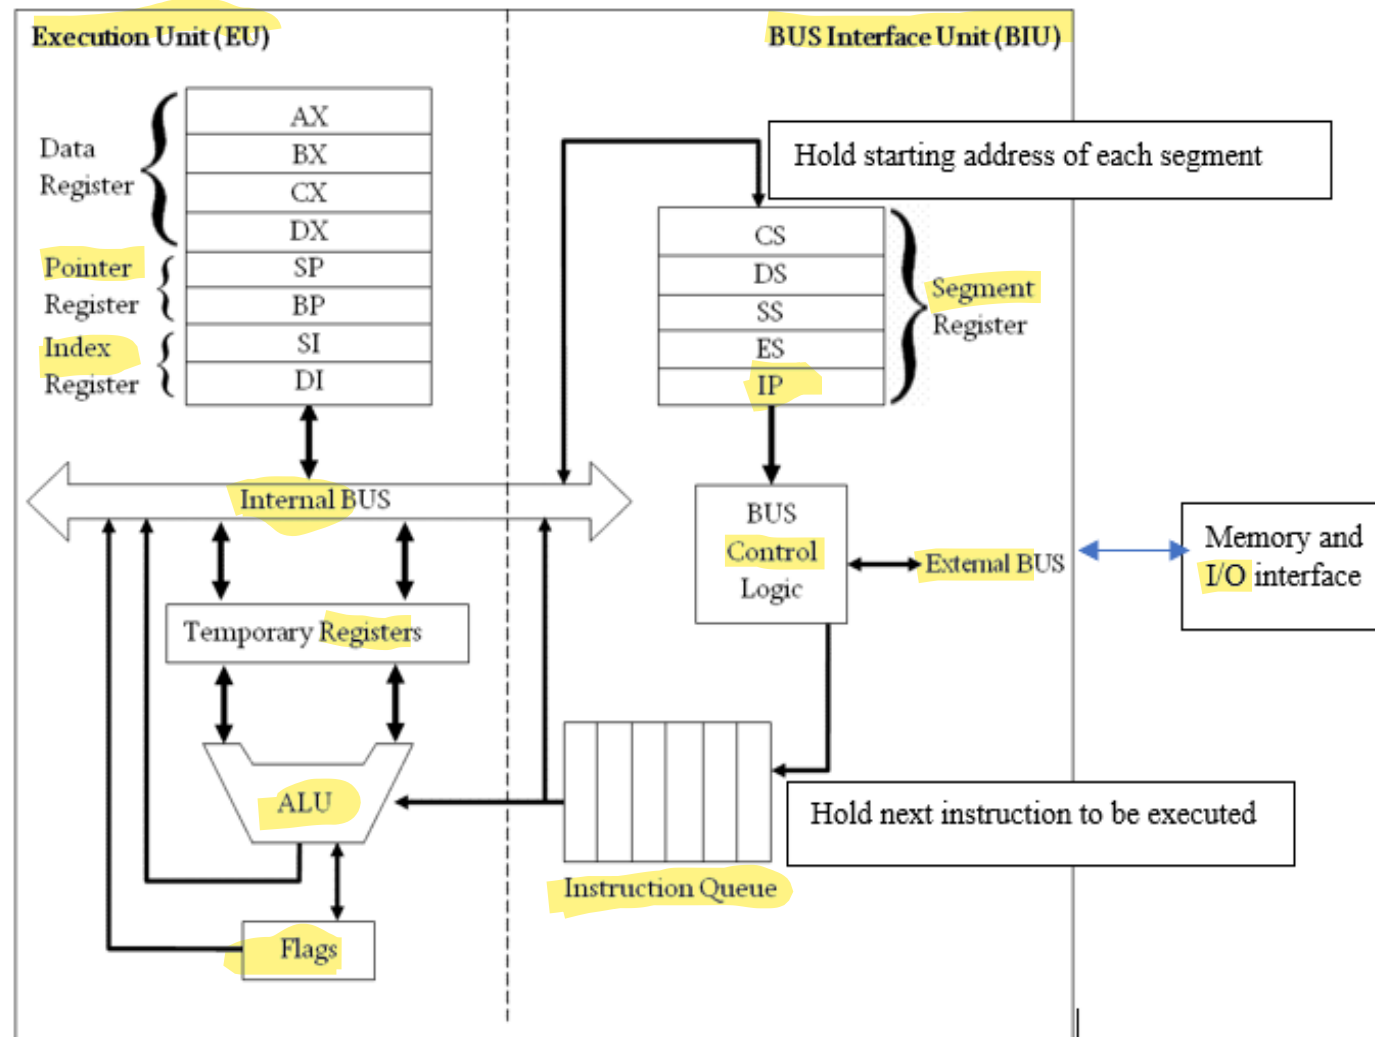 Execution Unit (EU)
BUS Interface Unit (BIU)
Data
Register
AX
BX
CX
DX
Pointer
Register
SP
BP
Index
Register
SI
DI
Hold starting address of each segment
CS
DS
SS
ES
IP
Segment
Register
Internal BUS
BUS
Control
Logic
External BUS
Memory and
I/O interface
Temporary Registers
ALU
Flags
Hold next instruction to be executed
Instruction Queue